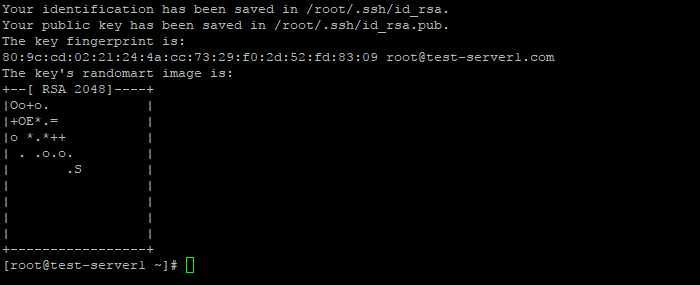 Your identification has been saved in /root/.ssh/id_rsa.
Your public key has been saved in /root/.ssh/id_rsa.pub.
The key fingerprint is:
80:9c:cd:02:21:24:4a:cc:73:29:f0:2d:52:fd:83:09 root@test-server1.com
The key's randomart image is:
+--[ RSA 2048]----+
|Oo+o.            |
|+OE*.=           |
|o *.*++          |
| . .o.o.         |
|       .S        |
|                 |
|                 |
|                 |
|                 |
+-----------------+
[root@test-server1 ~]#